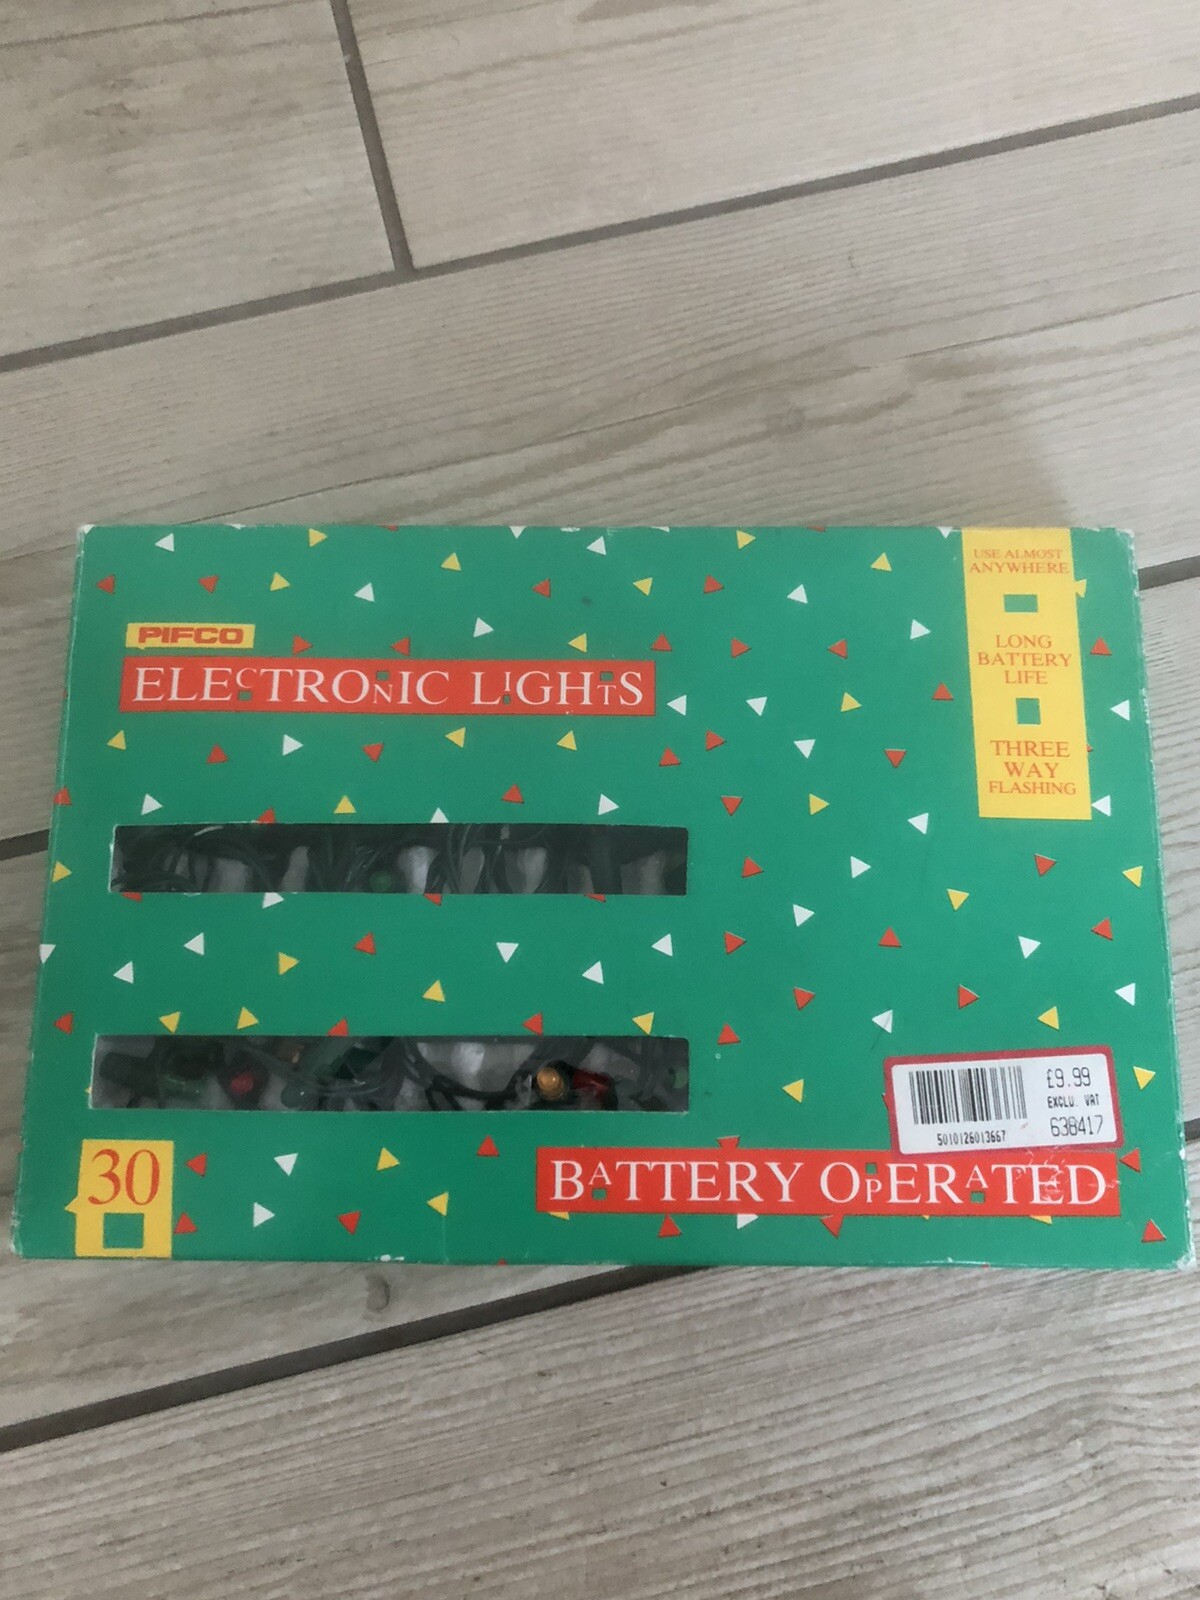 PIFCO
ELECTRONIC LIGHTS
USE ALMOST
ANYWHERE
LONG
BATTERY
LIFE
THREE
WAY
FLASHING
£9.99
EXCLU. VAT
638417
5010126013667
30
BATTERY OPERATED